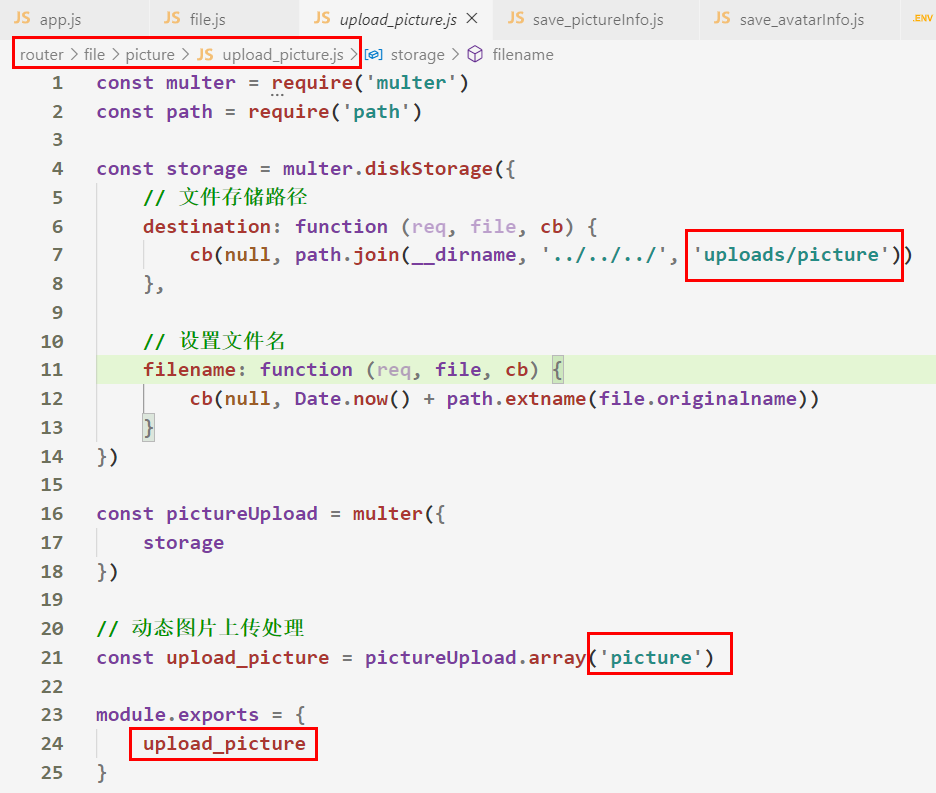 JS app.js JS file.js JS upload_picture.js × JS save_pictureInfo.js JS save_avatarInfo.js .ENV
router > file > picture > JS upload_picture.js > storage > filename
1 const multer = require('multer')
2 const path = require('path')
3
4 const storage = multer.diskStorage({
5 // 文件存储路径
6 destination: function (req, file, cb) {
7 cb(null, path.join(__dirname, '../../../', 'uploads/picture'))
8 },
9
10 // 设置文件名
11 filename: function (req, file, cb) {
12 cb(null, Date.now() + path.extname(file.originalname))
13 }
14 })
15
16 const pictureUpload = multer({
17 storage
18 })
19
20 // 动态图片上传处理
21 const upload_picture = pictureUpload.array('picture')
22
23 module.exports = {
24 upload_picture
25 }